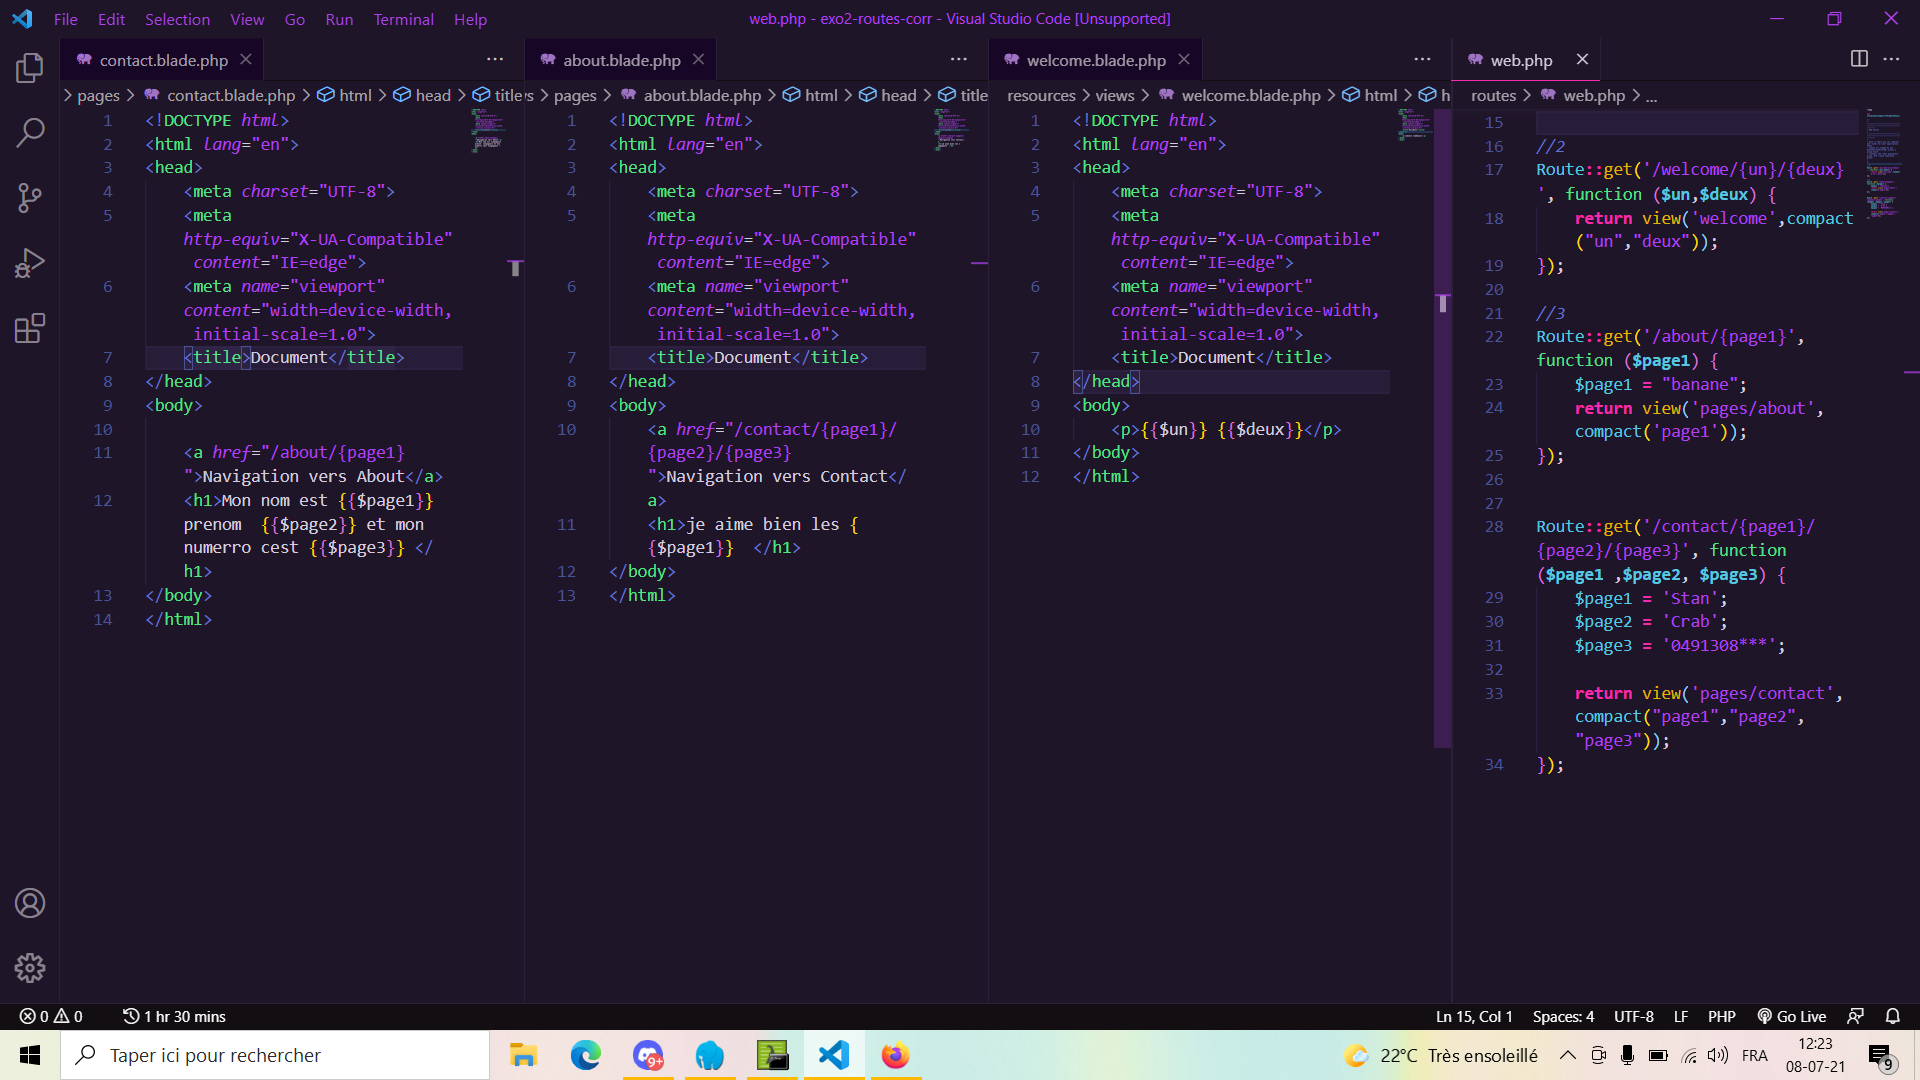 File Edit Selection View Go Run Terminal Help
web.php - exo2-routes-corr - Visual Studio Code [Unsupported]
contact.blade.php
pages > contact.blade.php > html > head > title
1 <!DOCTYPE html>
2 <html lang="en">
3 <head>
4 <meta charset="UTF-8">
5 <meta
http-equiv="X-UA-Compatible"
content="IE=edge">
6 <meta name="viewport"
content="width=device-width,
initial-scale=1.0">
7 <title>Document</title>
8 </head>
9 <body>
10
11 <a href="/about/{page1}
">Navigation vers About</a>
12 <h1>Mon nom est {{$page1}}
prenom  {{$page2}} et mon
numerro cest {{$page3}} </
h1>
13 </body>
14 </html>
about.blade.php
rs > pages > about.blade.php > html > head > title
1 <!DOCTYPE html>
2 <html lang="en">
3 <head>
4 <meta charset="UTF-8">
5 <meta
http-equiv="X-UA-Compatible"
content="IE=edge">
6 <meta name="viewport"
content="width=device-width,
initial-scale=1.0">
7 <title>Document</title>
8 </head>
9 <body>
10 <a href="/contact/{page1}/
{page2}/{page3}
">Navigation vers Contact</
a>
11 <h1>je aime bien les {
{$page1}}  </h1>
12 </body>
13 </html>
welcome.blade.php
resources > views > welcome.blade.php > html > h
1 <!DOCTYPE html>
2 <html lang="en">
3 <head>
4 <meta charset="UTF-8">
5 <meta
http-equiv="X-UA-Compatible"
content="IE=edge">
6 <meta name="viewport"
content="width=device-width,
initial-scale=1.0">
7 <title>Document</title>
8 </head>
9 <body>
10 <p>{{$un}} {{$deux}}</p>
11 </body>
12 </html>
web.php
routes > web.php > ...
15
16 //2
17 Route::get('/welcome/{un}/{deux}
', function ($un,$deux) {
18 return view('welcome',compact
("un","deux"));
19 });
20
21 //3
22 Route::get('/about/{page1}',
function ($page1) {
23 $page1 = "banane";
24 return view('pages/about',
compact('page1'));
25 });
26
27
28 Route::get('/contact/{page1}/
{page2}/{page3}', function
($page1 ,$page2, $page3) {
29 $page1 = 'Stan';
30 $page2 = 'Crab';
31 $page3 = '0491308***';
32
33 return view('pages/contact',
compact("page1","page2",
"page3"));
34 });
0 0 1 hr 30 mins
Ln 15, Col 1 Spaces: 4 UTF-8 LF PHP Go Live
Taper ici pour rechercher
9+
22°C Très ensoleillé
FRA
12:23
08-07-21
9